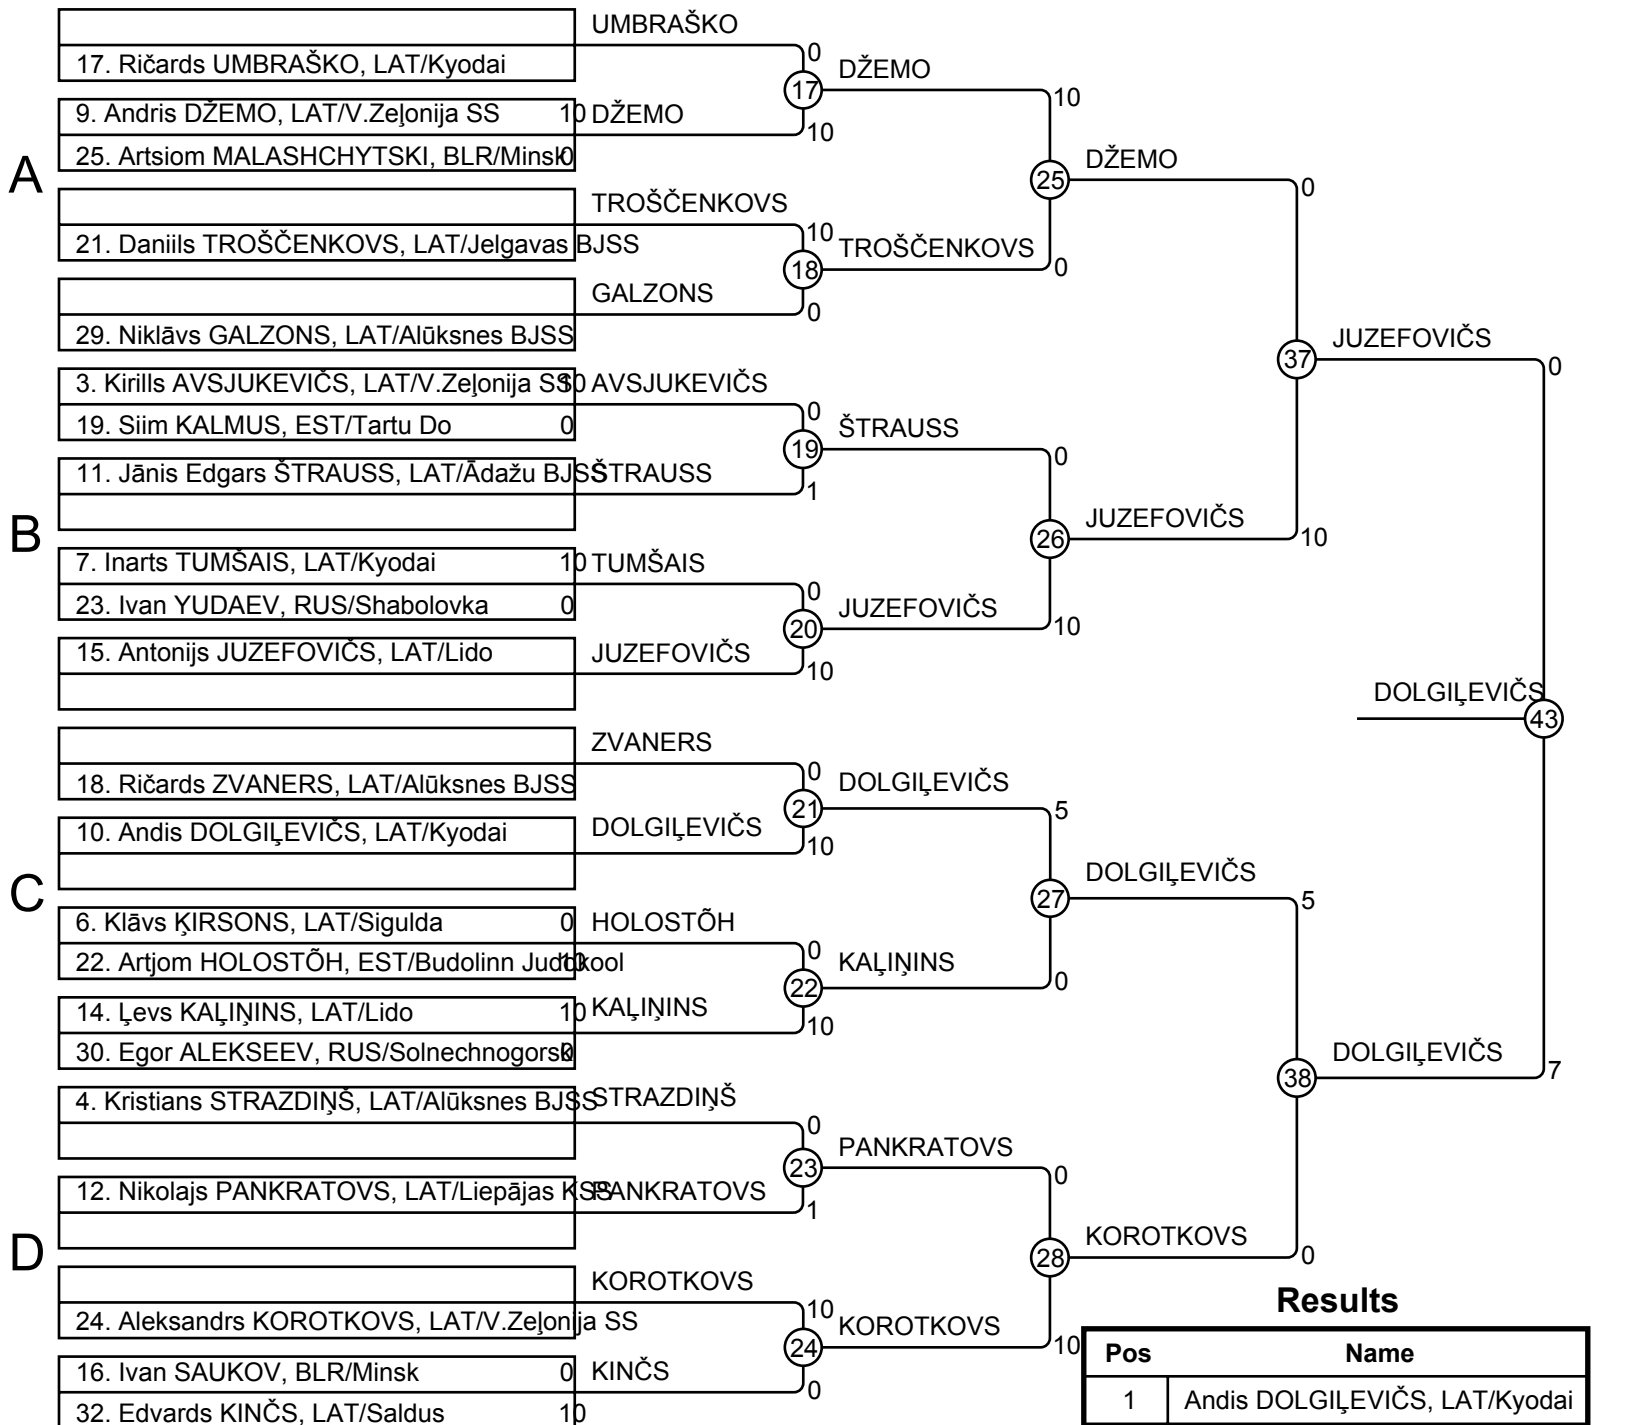 A
17. Ričards UMBRAŠKO, LAT/Kyodai
9. Andris DŽEMO, LAT/V.Zeļonija SS 10
25. Artsiom MALASHCHYTSKI, BLR/Minsk 0
21. Daniils TROŠČENKOVS, LAT/Jelgavas BJSS
29. Niklāvs GALZONS, LAT/Alūksnes BJSS
B
3. Kirills AVSJUKEVIČS, LAT/V.Zeļonija SS 10
19. Siim KALMUS, EST/Tartu Do 0
11. Jānis Edgars ŠTRAUSS, LAT/Ādažu BJSS
7. Inarts TUMŠAIS, LAT/Kyodai 10
23. Ivan YUDAEV, RUS/Shabolovka 0
15. Antonijs JUZEFOVIČS, LAT/Lido
C
18. Ričards ZVANERS, LAT/Alūksnes BJSS
10. Andis DOLGIĻEVIČS, LAT/Kyodai
6. Klāvs ĶIRSONS, LAT/Sigulda 0
22. Artjom HOLOSTÕH, EST/Budolinn Judokool 10
14. Ļevs KAĻIŅINS, LAT/Lido 10
30. Egor ALEKSEEV, RUS/Solnechnogorsk 0
D
4. Kristians STRAZDIŅŠ, LAT/Alūksnes BJSS
12. Nikolajs PANKRATOVS, LAT/Liepājas KSS
24. Aleksandrs KOROTKOVS, LAT/V.Zeļonija SS
16. Ivan SAUKOV, BLR/Minsk 0
32. Edvards KINČS, LAT/Saldus 10
UMBRAŠKO
0
17
DŽEMO
10
TROŠČENKOVS
10
18
GALZONS
0
AVSJUKEVIČS
0
19
ŠTRAUSS
1
TUMŠAIS
0
20
JUZEFOVIČS
10
ZVANERS
0
21
DOLGIĻEVIČS
10
HOLOSTÕH
0
22
KAĻIŅINS
10
STRAZDIŅŠ
0
23
PANKRATOVS
1
KOROTKOVS
10
24
KINČS
0
DŽEMO
10
25
TROŠČENKOVS
0
ŠTRAUSS
0
26
JUZEFOVIČS
10
DOLGIĻEVIČS
5
27
KAĻIŅINS
0
PANKRATOVS
0
28
KOROTKOVS
10
DŽEMO
0
37
JUZEFOVIČS
10
DOLGIĻEVIČS
5
38
KOROTKOVS
0
JUZEFOVIČS
0
DOLGIĻEVIČS
43
DOLGIĻEVIČS
7
Results
Pos Name
1 Andis DOLGIĻEVIČS, LAT/Kyodai